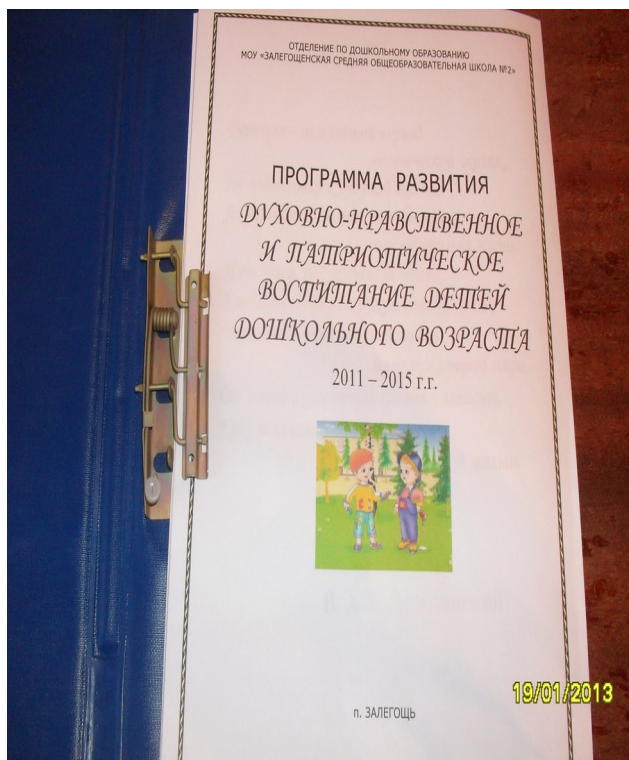 ОТДЕЛЕНИЕ ПО ДОШКОЛЬНОМУ ОБРАЗОВАНИЮ
МОУ «ЗАЛЕГОЩЕНСКАЯ СРЕДНЯЯ ОБЩЕОБРАЗОВАТЕЛЬНАЯ ШКОЛА №2»
ПРОГРАММА РАЗВИТИЯ
ДУХОВНО-НРАВСТВЕННОЕ
И ПАТРИОТИЧЕСКОЕ
ВОСПИТАНИЕ ДЕТЕЙ
ДОШКОЛЬНОГО ВОЗРАСТА
2011 – 2015 г.г.
п. ЗАЛЕГОЩЬ
19/01/2013